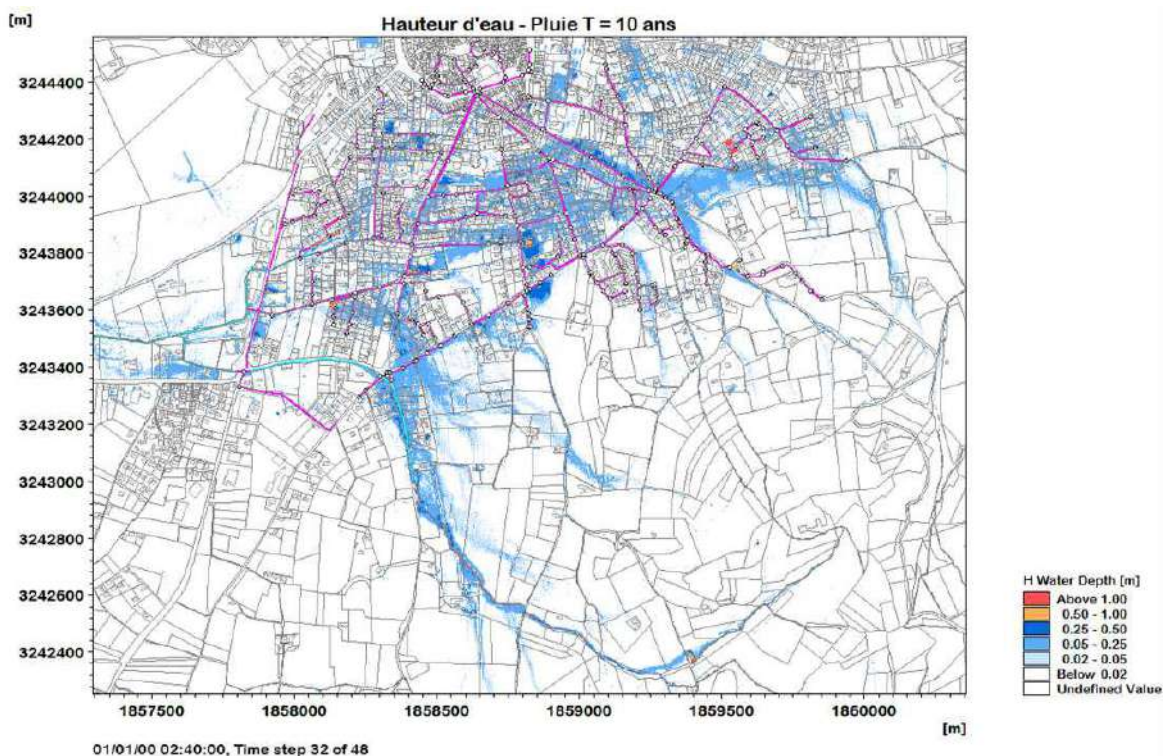 [m]
Hauteur d'eau - Pluie T = 10 ans
3244400
3244200
3244000
3243800
3243600
3243400
3243200
3243000
3242800
3242600
3242400
1857500
1858000
1858500
1859000
1859500
1860000
[m]
H Water Depth [m]
Above 1.00
0.50 - 1.00
0.25 - 0.50
0.05 - 0.25
0.02 - 0.05
Below 0.02
Undefined Value
01/01/00 02:40:00, Time step 32 of 48